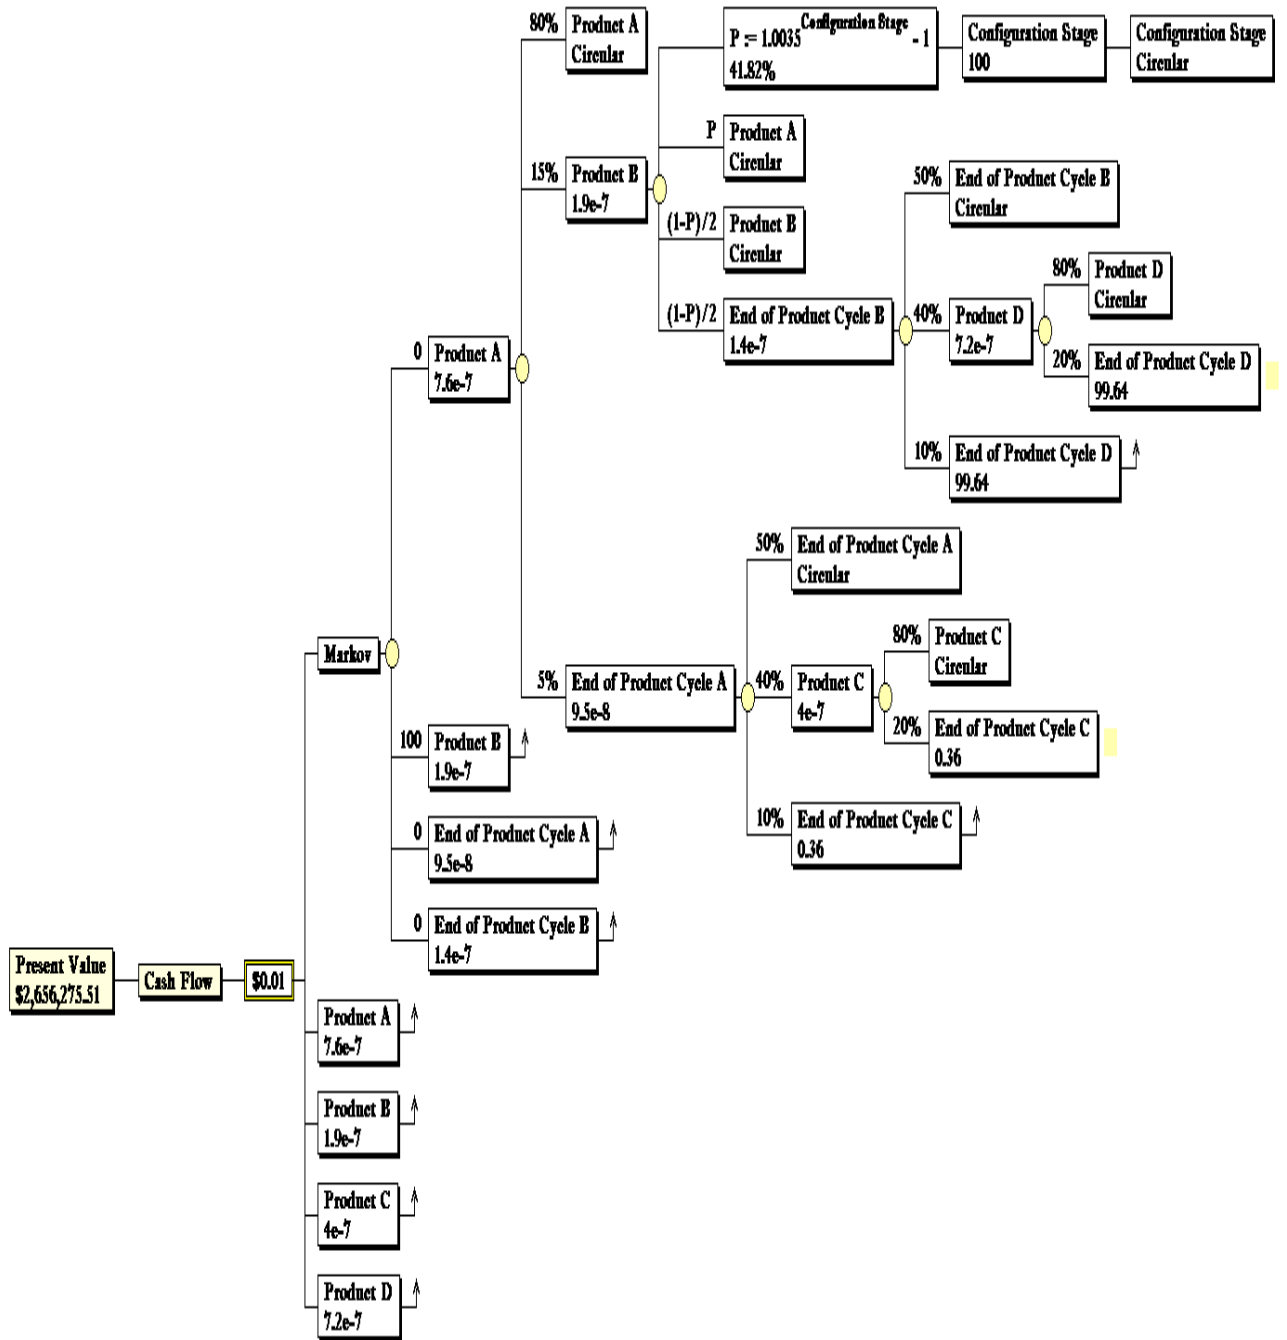 80%
Product A
Circular
P := 1.0035^Configuration Stage - 1
41.82%
Configuration Stage
100
Configuration Stage
Circular
P
Product A
Circular
15%
Product B
1.9e-7
50%
End of Product Cycle B
Circular
(1-P)/2
Product B
Circular
80%
Product D
Circular
(1-P)/2
End of Product Cycle B
1.4e-7
40%
Product D
7.2e-7
0
Product A
7.6e-7
20%
End of Product Cycle D
99.64
10%
End of Product Cycle D
99.64
50%
End of Product Cycle A
Circular
80%
Product C
Circular
Markov
5%
End of Product Cycle A
9.5e-8
40%
Product C
4e-7
20%
End of Product Cycle C
0.36
100
Product B
1.9e-7
10%
End of Product Cycle C
0.36
0
End of Product Cycle A
9.5e-8
0
End of Product Cycle B
1.4e-7
Present Value
$2,656,275.51
Cash Flow
$0.01
Product A
7.6e-7
Product B
1.9e-7
Product C
4e-7
Product D
7.2e-7